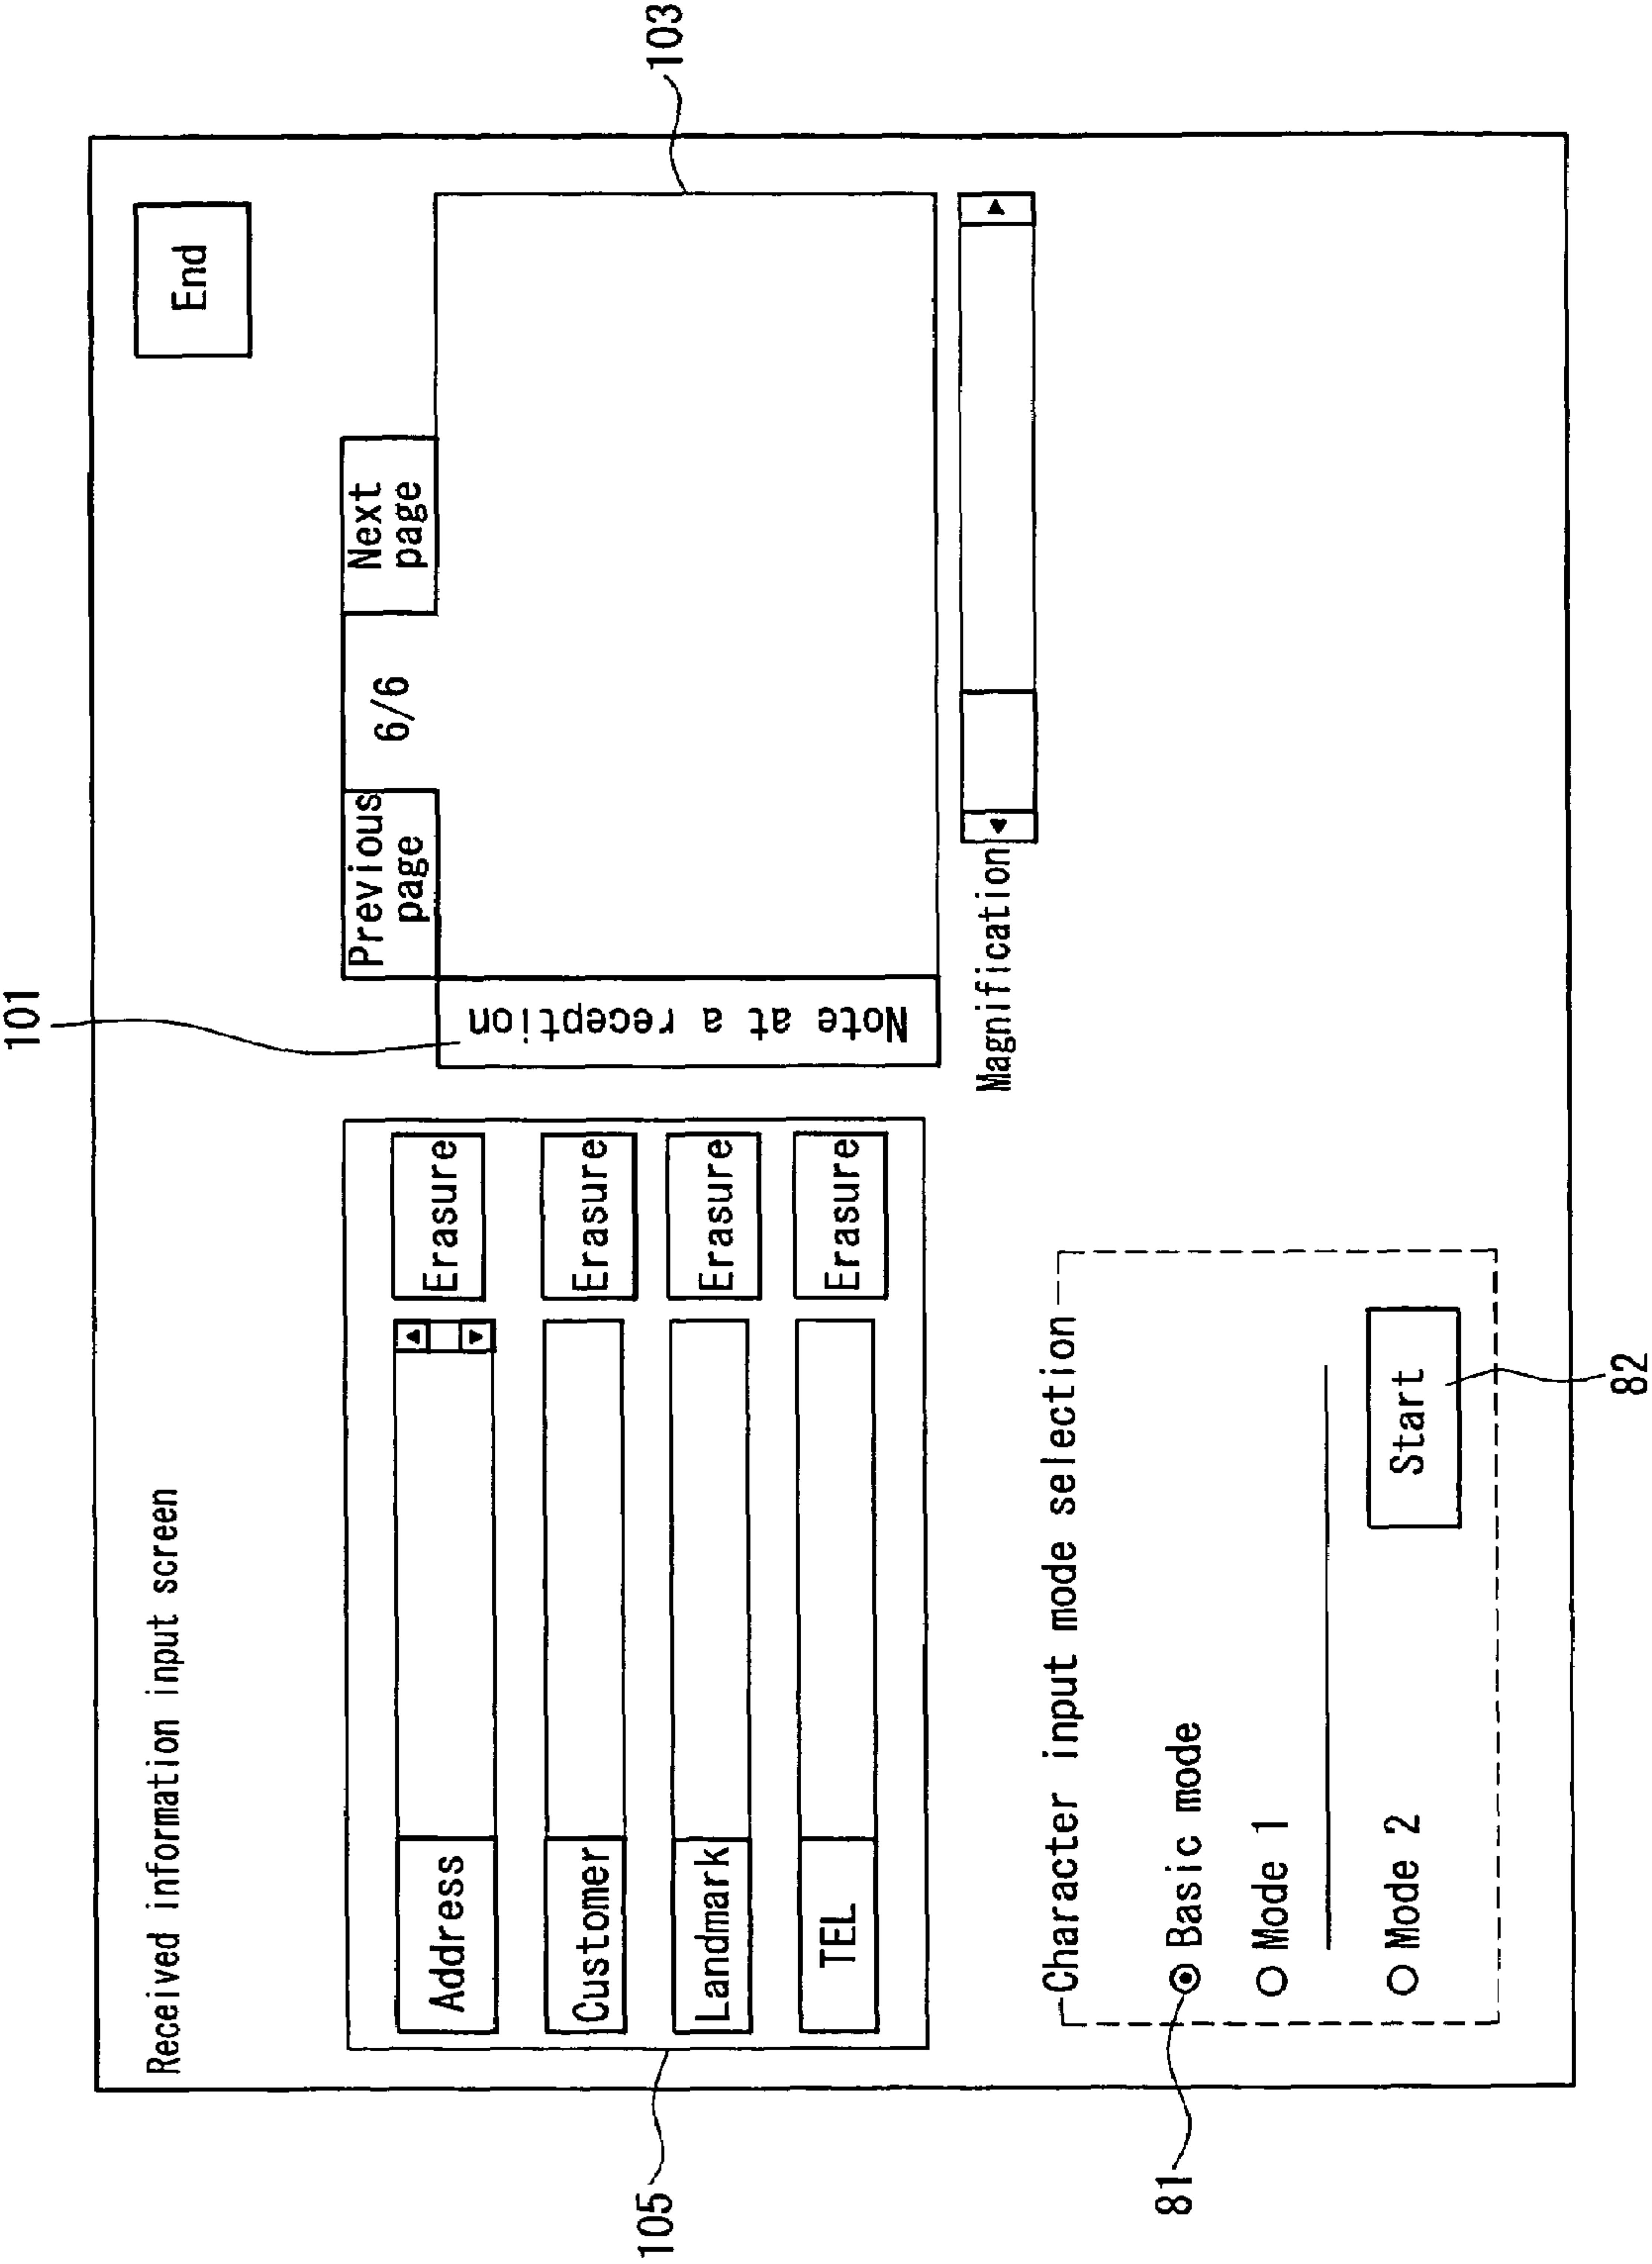 101
103
Received information input screen
End
Address
Erasure
Customer
Erasure
Landmark
Erasure
TEL
Erasure
105
Previous
page
6/6
Next
page
Note at a reception
Magnification
Character input mode selection
Basic mode
Mode 1
Mode 2
Start
81
82